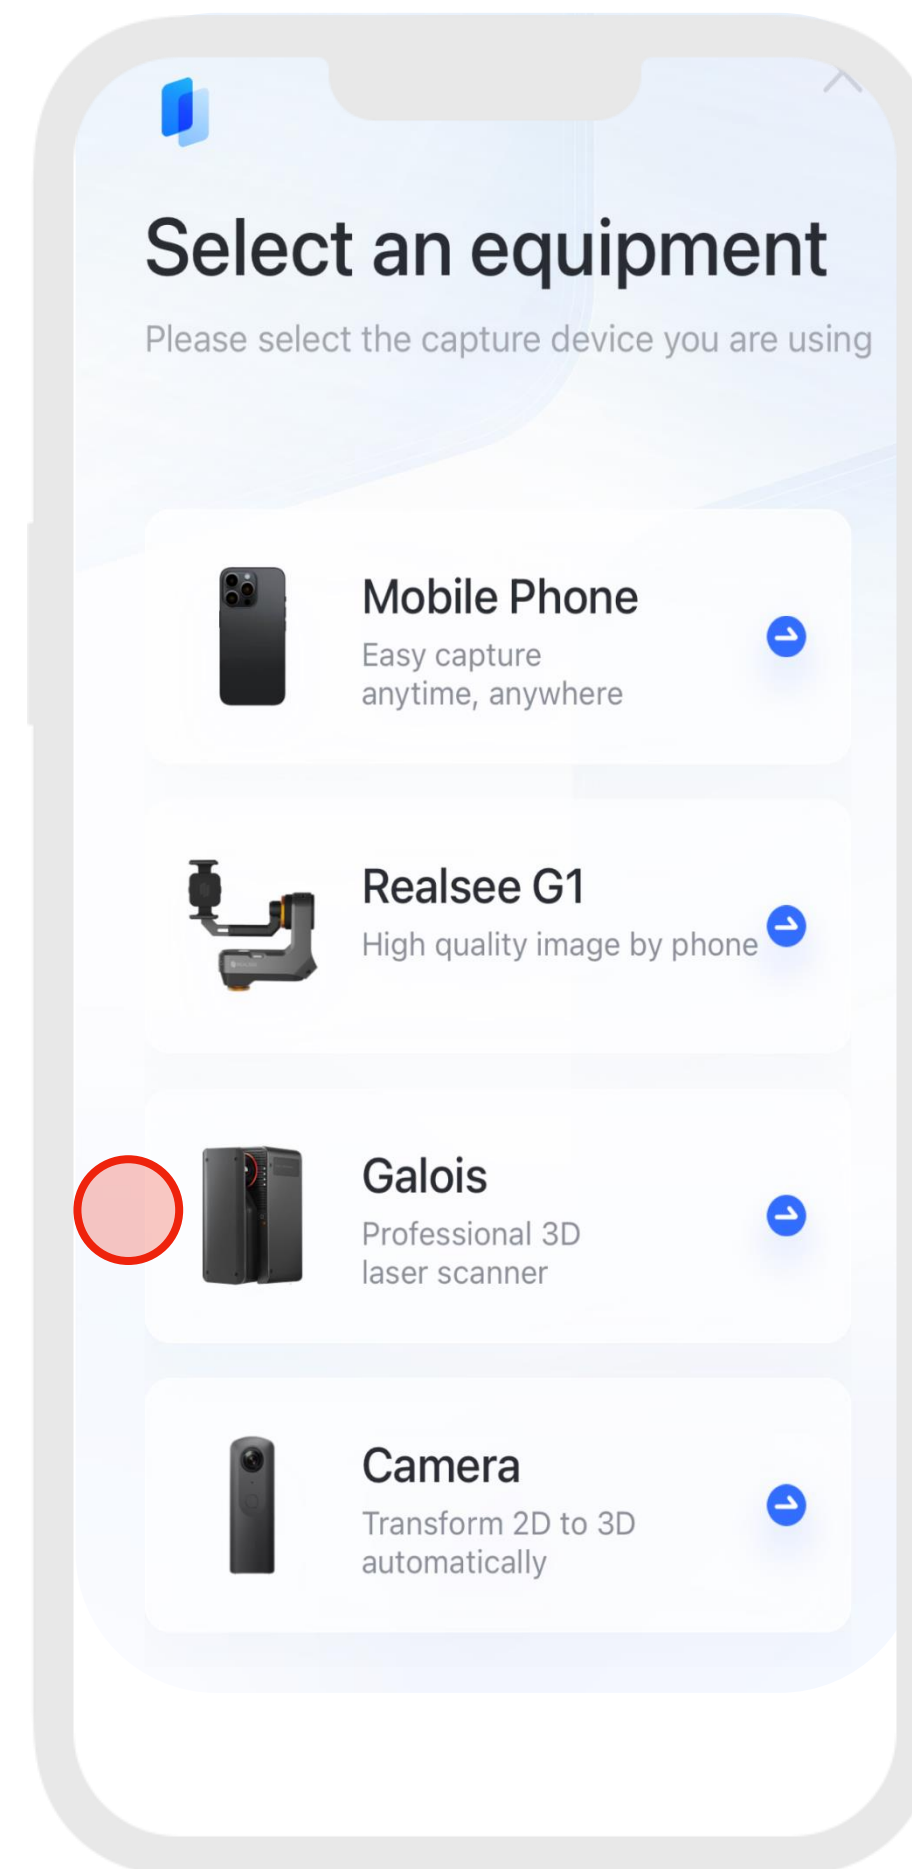 Select an equipment
Please select the capture device you are using
Mobile Phone
Easy capture
anytime, anywhere
Realsee G1
High quality image by phone
Galois
Professional 3D
laser scanner
Camera
Transform 2D to 3D
automatically